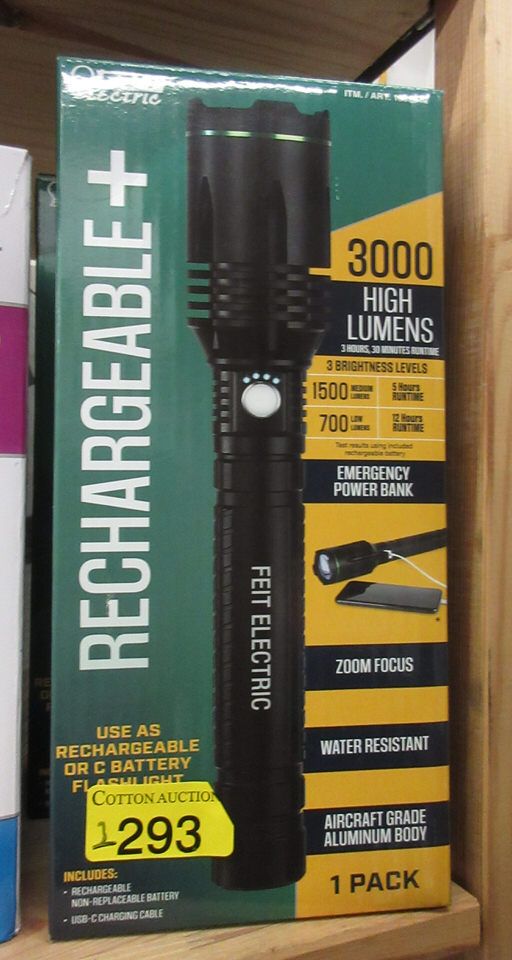 electric
ITM. / ART.
RECHARGEABLE+
3000
HIGH
LUMENS
3 HOURS, 30 MINUTES RUNTIME
3 BRIGHTNESS LEVELS
1500 MEDIUM LUMENS 5 Hours RUNTIME
700 LOW LUMENS 12 Hours RUNTIME
Test results using included
rechargeable battery
EMERGENCY
POWER BANK
FEIT ELECTRIC
ZOOM FOCUS
WATER RESISTANT
AIRCRAFT GRADE
ALUMINUM BODY
1 PACK
USE AS
RECHARGEABLE
OR C BATTERY
FLASHLIGHT
COTTON AUCTION
293
INCLUDES:
• RECHARGEABLE
NON-REPLACEABLE BATTERY
• USB-C CHARGING CABLE